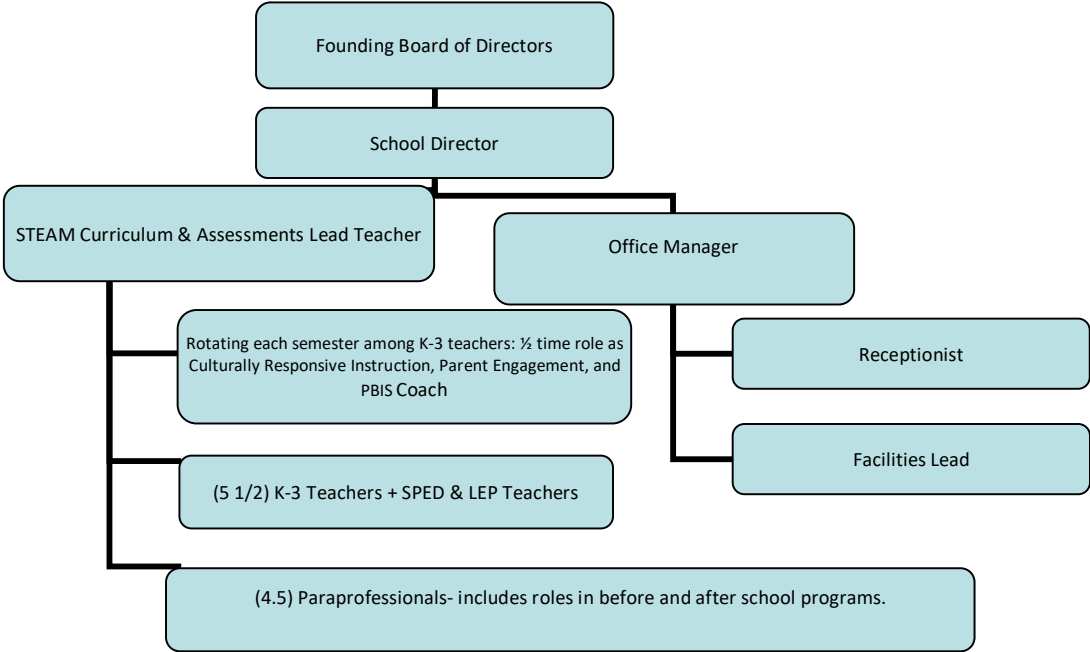 Founding Board of Directors
School Director
STEAM Curriculum & Assessments Lead Teacher
Office Manager
Rotating each semester among K-3 teachers: ½ time role as
Culturally Responsive Instruction, Parent Engagement, and
PBIS Coach
Receptionist
Facilities Lead
(5 1/2) K-3 Teachers + SPED & LEP Teachers
(4.5) Paraprofessionals- includes roles in before and after school programs.